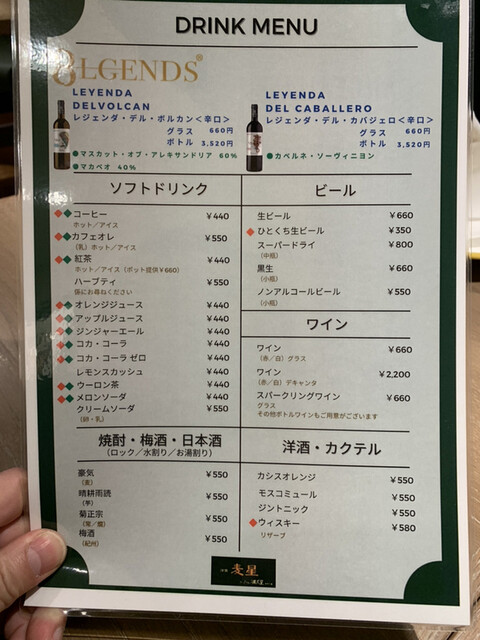 DRINK MENU
8LGENDS®
LEYENDA
DELVOLCAN
レジェンダ・デル・ボルカン＜辛口＞
グラス 660円
ボトル 3,520円
●マスカット・オブ・アレキサンドリア 60%
●マカベオ 40%
LEYENDA
DEL CABALLERO
レジェンダ・デル・カバジェロ＜辛口＞
グラス 660円
ボトル 3,520円
●カベルネ・ソーヴィニヨン
ソフトドリンク
コーヒー ¥440
ホット／アイス
カフェオレ ¥550
(乳) ホット／アイス
紅茶 ¥440
ホット／アイス（ポット提供¥660）
ハーブティ ¥550
係にお尋ねください
オレンジジュース ¥440
アップルジュース ¥440
ジンジャーエール ¥440
コカ・コーラ ¥440
コカ・コーラ ゼロ ¥440
レモンスカッシュ ¥440
ウーロン茶 ¥440
メロンソーダ ¥440
クリームソーダ ¥550
(卵・乳)
ビール
生ビール ¥660
ひとくち生ビール ¥350
スーパードライ ¥800
(中瓶)
黒生 ¥660
(小瓶)
ノンアルコールビール ¥550
(小瓶)
ワイン
ワイン ¥660
(赤／白) グラス
ワイン ¥2,200
(赤／白) デキャンタ
スパークリングワイン ¥660
グラス
その他ボトルワインもご用意がございます
焼酎・梅酒・日本酒
(ロック／水割り／お湯割り)
豪気 ¥550
(麦)
晴耕雨読 ¥550
(芋)
菊正宗 ¥550
(常／燗)
梅酒 ¥550
(紀州)
洋酒・カクテル
カシスオレンジ ¥550
モスコミュール ¥550
ジントニック ¥550
ウィスキー ¥580
リザーブ
麦星